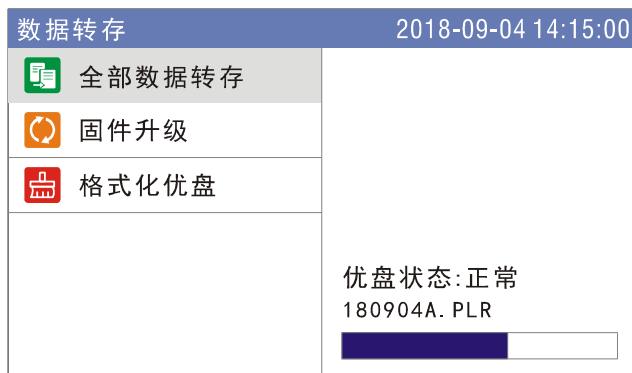 数据转存 2018-09-04 14:15:00
全部数据转存
固件升级
格式化优盘
优盘状态:正常
180904A.PLR